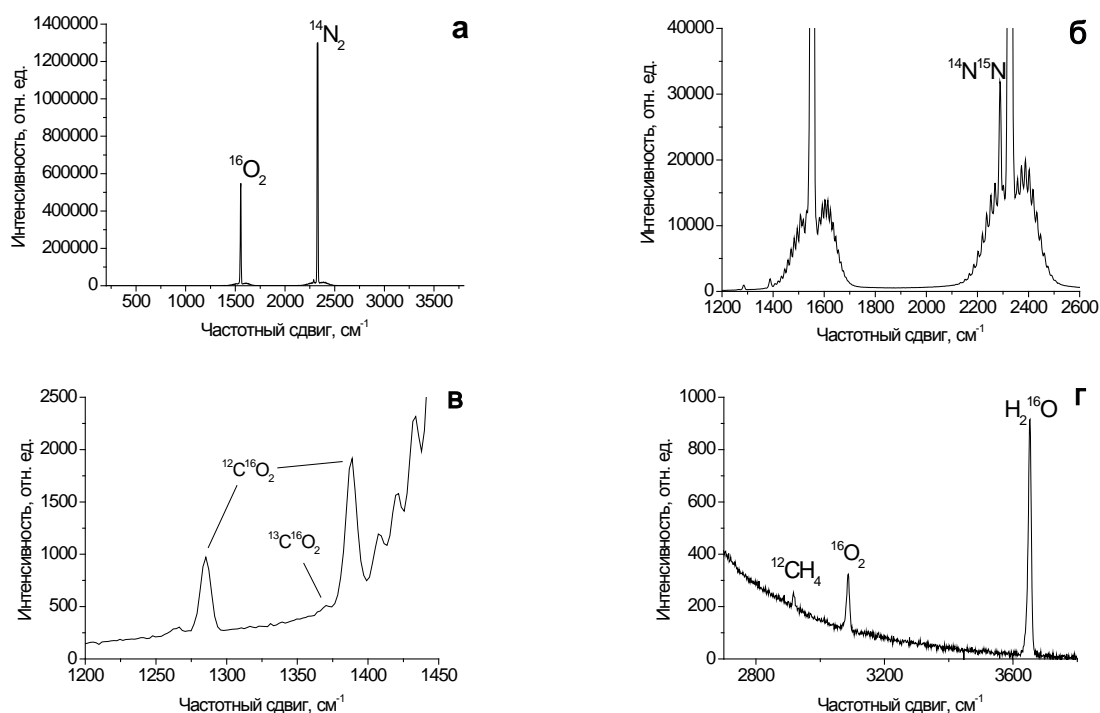 а
1400000
1200000
1000000
800000
600000
400000
200000
0
500 1000 1500 2000 2500 3000 3500
Интенсивность, отн. ед.
Частотный сдвиг, см⁻¹
¹⁶O₂
¹⁴N₂
б
40000
30000
20000
10000
0
1200 1400 1600 1800 2000 2200 2400 2600
Интенсивность, отн. ед.
Частотный сдвиг, см⁻¹
¹⁴N¹⁵N
в
2500
2000
1500
1000
500
0
1200 1250 1300 1350 1400 1450
Интенсивность, отн. ед.
Частотный сдвиг, см⁻¹
¹²C¹⁶O₂
¹³C¹⁶O₂
г
1000
800
600
400
200
0
2800 3200 3600
Интенсивность, отн. ед.
Частотный сдвиг, см⁻¹
¹²CH₄
¹⁶O₂
H₂¹⁶O